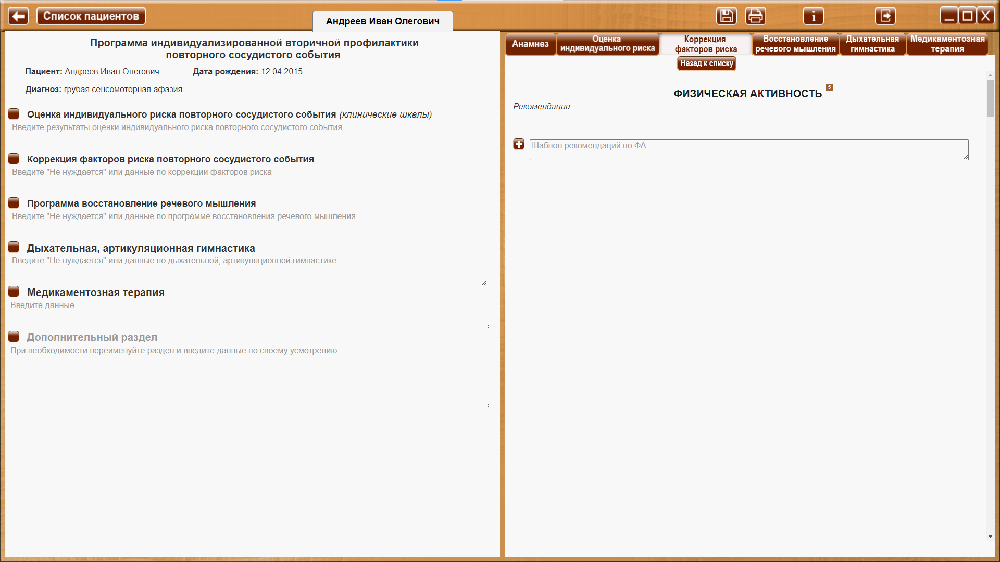 Список пациентов
Андреев Иван Олегович
i
X
Программа индивидуализированной вторичной профилактики
повторного сосудистого события
Пациент: Андреев Иван Олегович Дата рождения: 12.04.2015
Диагноз: грубая сенсомоторная афазия
Оценка индивидуального риска повторного сосудистого события (клинические шкалы)
Введите результаты оценки индивидуального риска повторного сосудистого события
Коррекция факторов риска повторного сосудистого события
Введите "Не нуждается" или данные по коррекции факторов риска
Программа восстановление речевого мышления
Введите "Не нуждается" или данные по программе восстановления речевого мышления
Дыхательная, артикуляционная гимнастика
Введите "Не нуждается" или данные по дыхательной, артикуляционной гимнастике
Медикаментозная терапия
Введите данные
Дополнительный раздел
При необходимости переименуйте раздел и введите данные по своему усмотрению
Анамнез
Оценка
индивидуального риска
Коррекция
факторов риска
Восстановление
речевого мышления
Дыхательная
гимнастика
Медикаментозная
терапия
Назад к списку
ФИЗИЧЕСКАЯ АКТИВНОСТЬ 5
Рекомендации
Шаблон рекомендаций по ФА